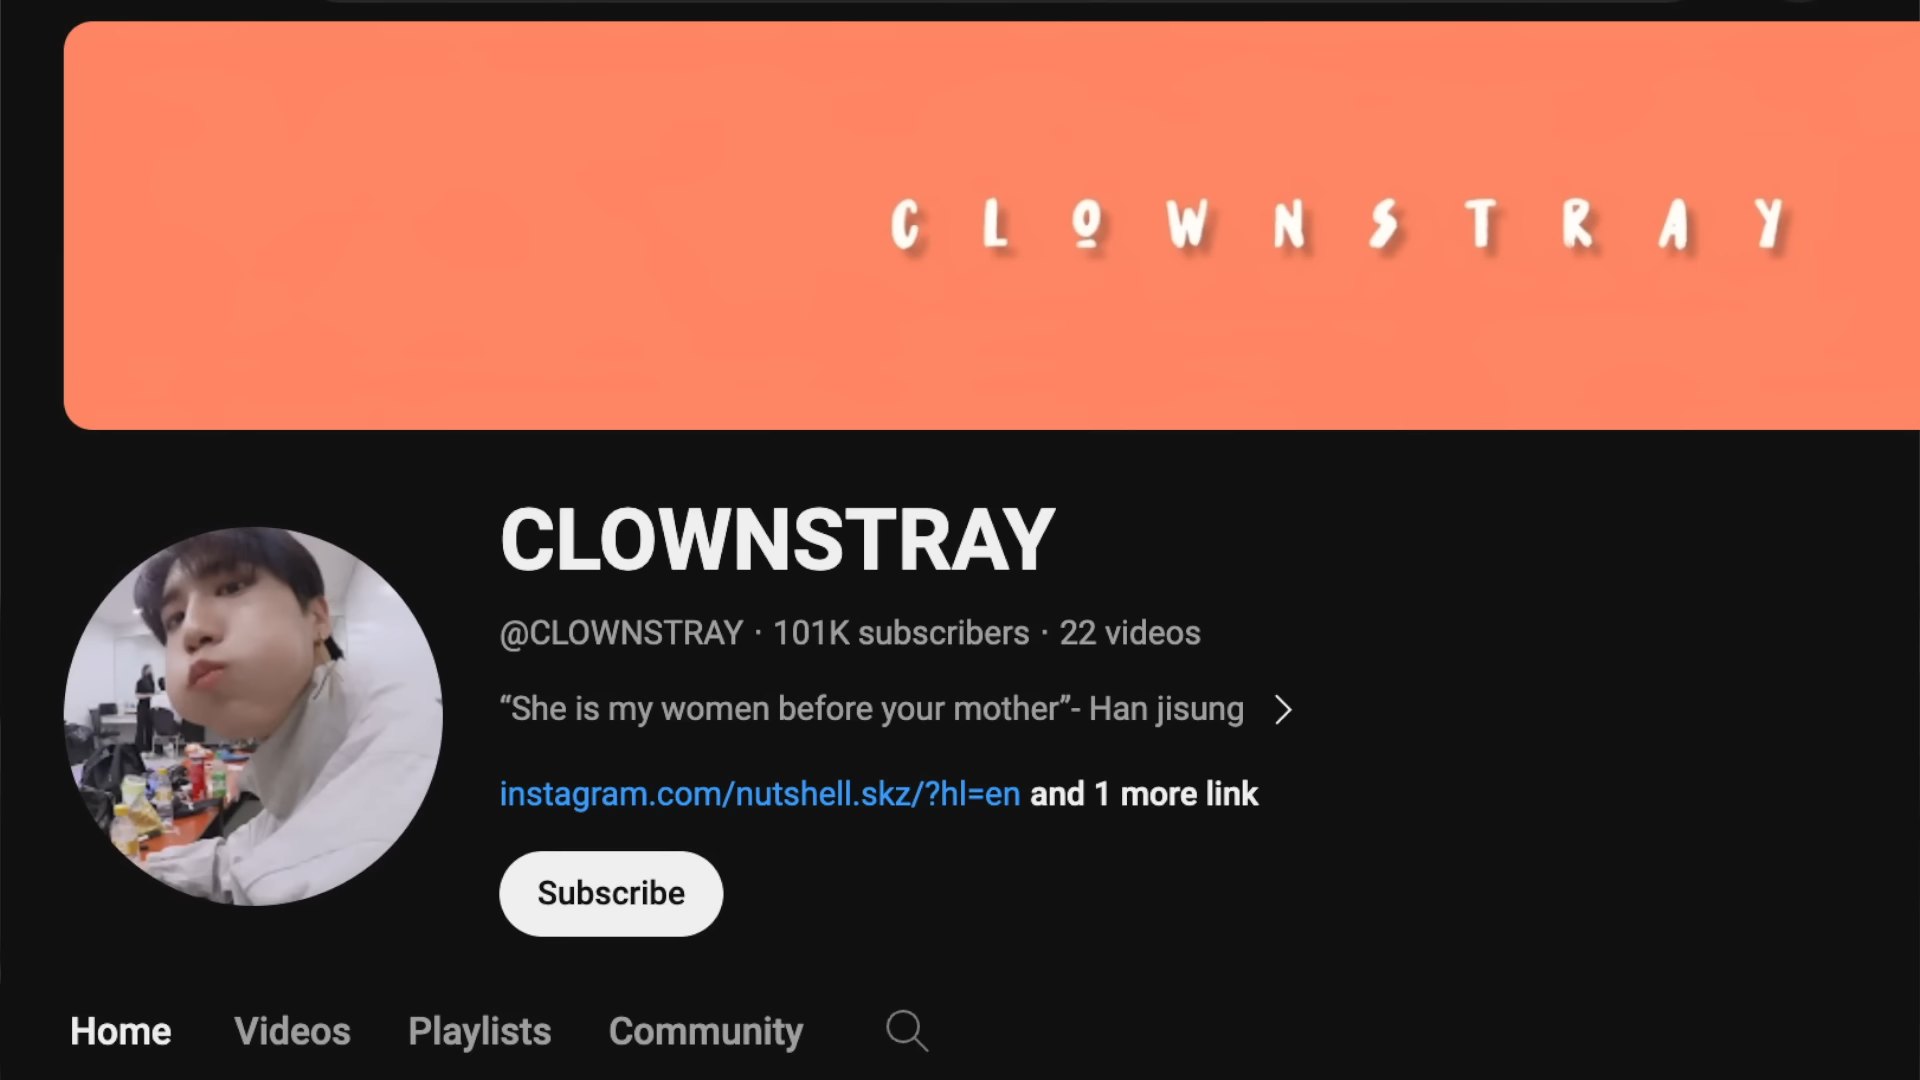 CLOWNSTRAY
CLOWNSTRAY
@CLOWNSTRAY · 101K subscribers · 22 videos
“She is my women before your mother”- Han jisung
instagram.com/nutshell.skz/?hl=en and 1 more link
Subscribe
Home Videos Playlists Community